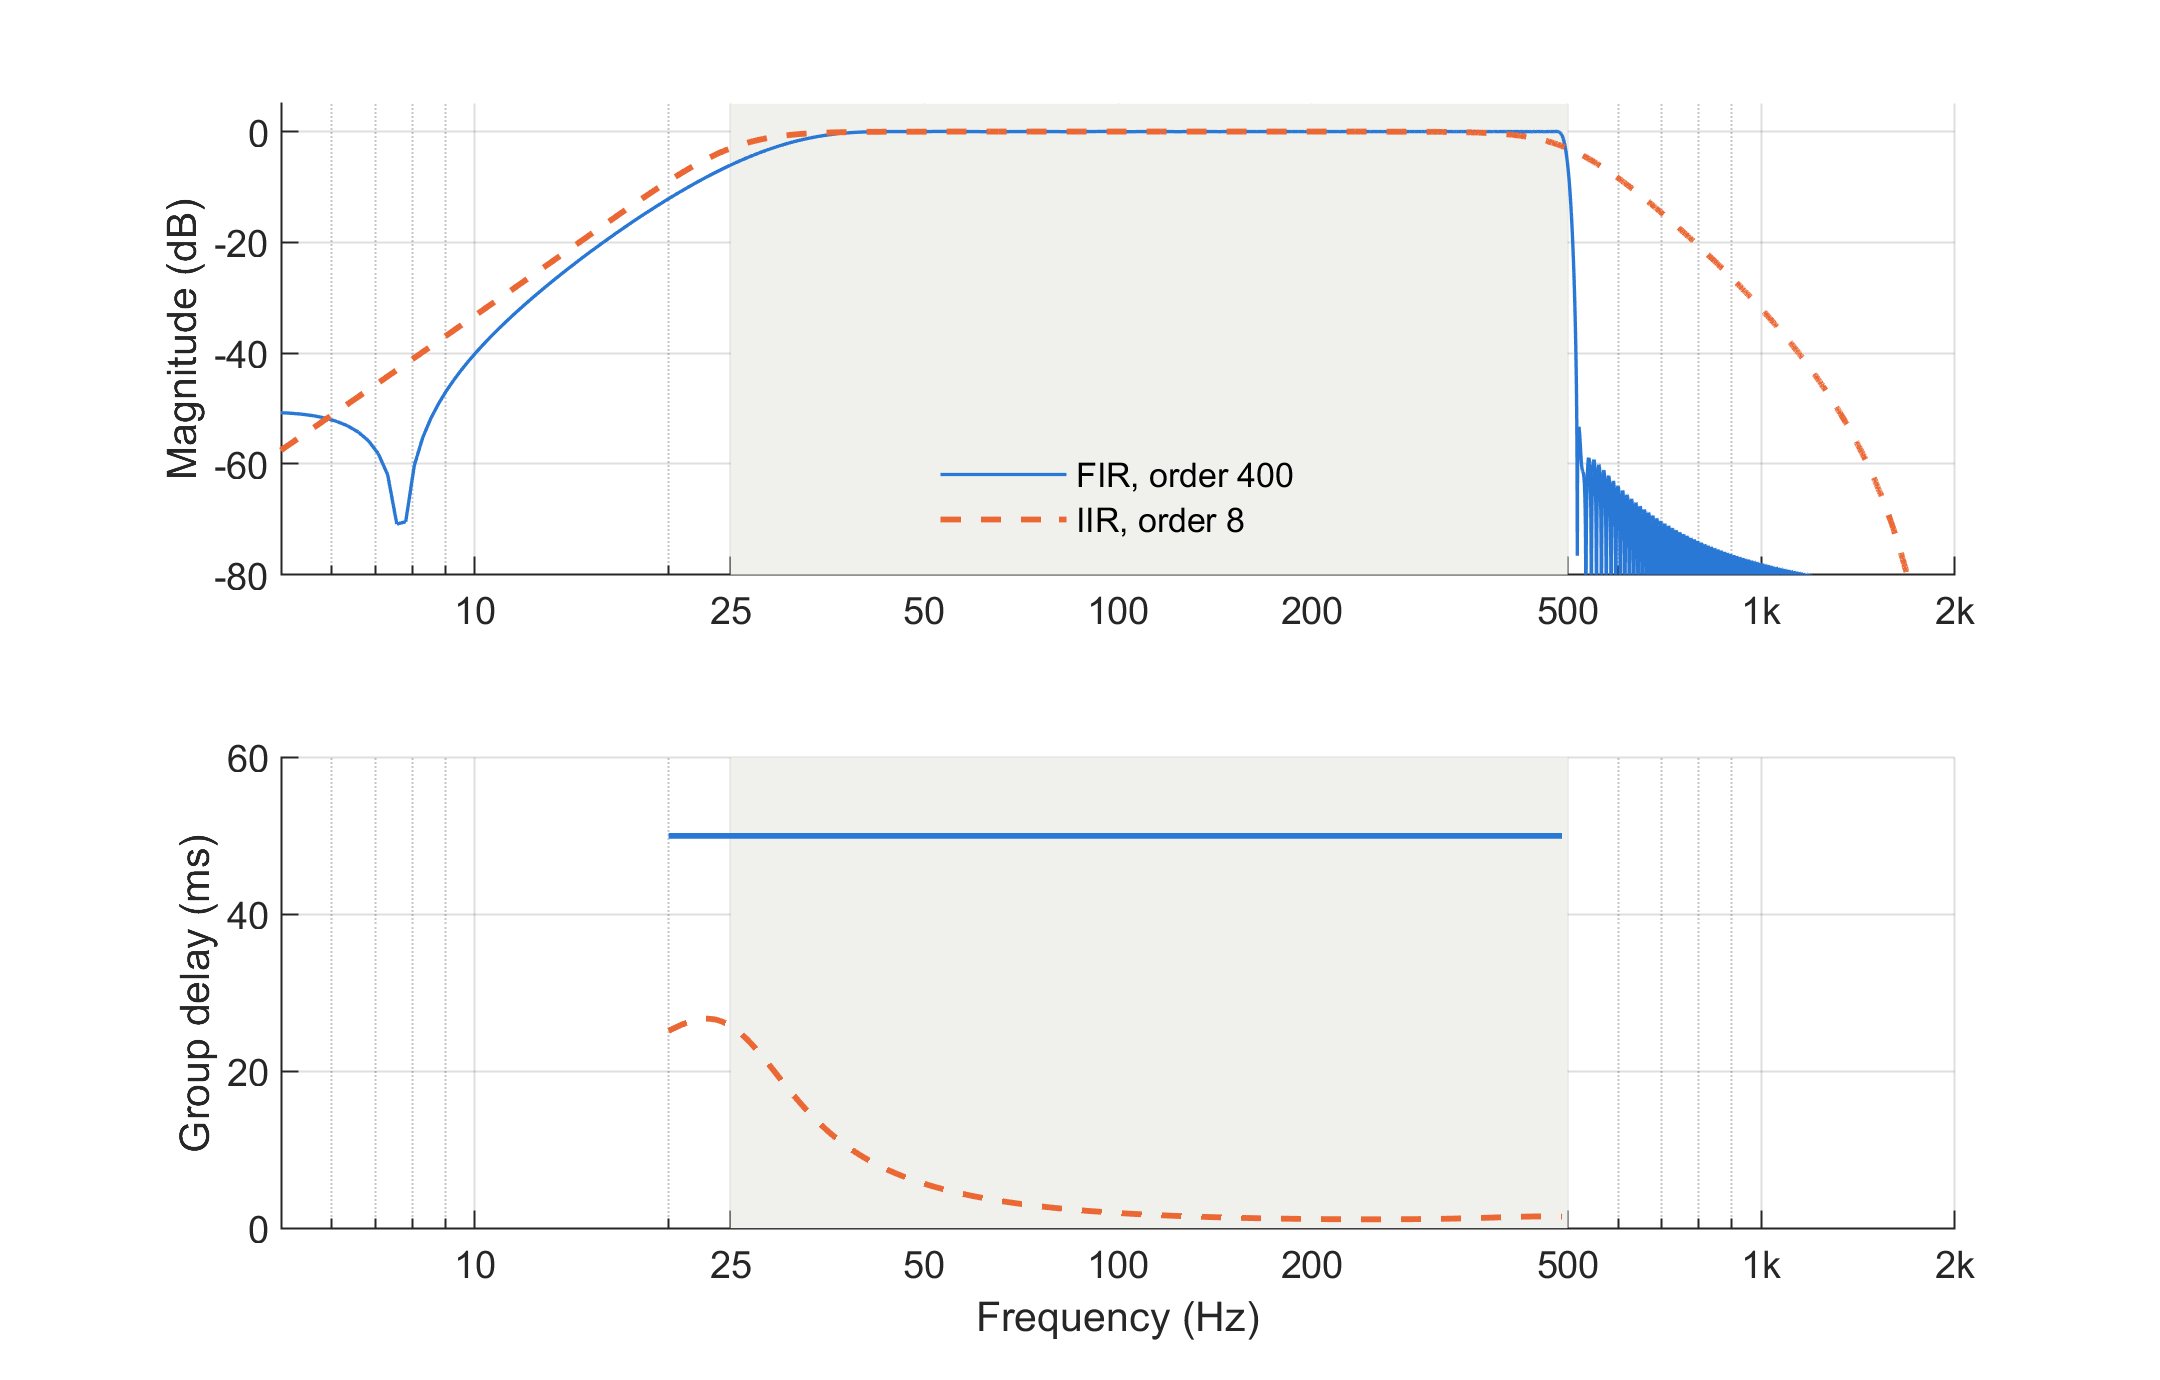 Magnitude (dB)
0
-20
-40
-60
-80
FIR, order 400
IIR, order 8
10 25 50 100 200 500 1k 2k
Group delay (ms)
60
40
20
0
10 25 50 100 200 500 1k 2k
Frequency (Hz)